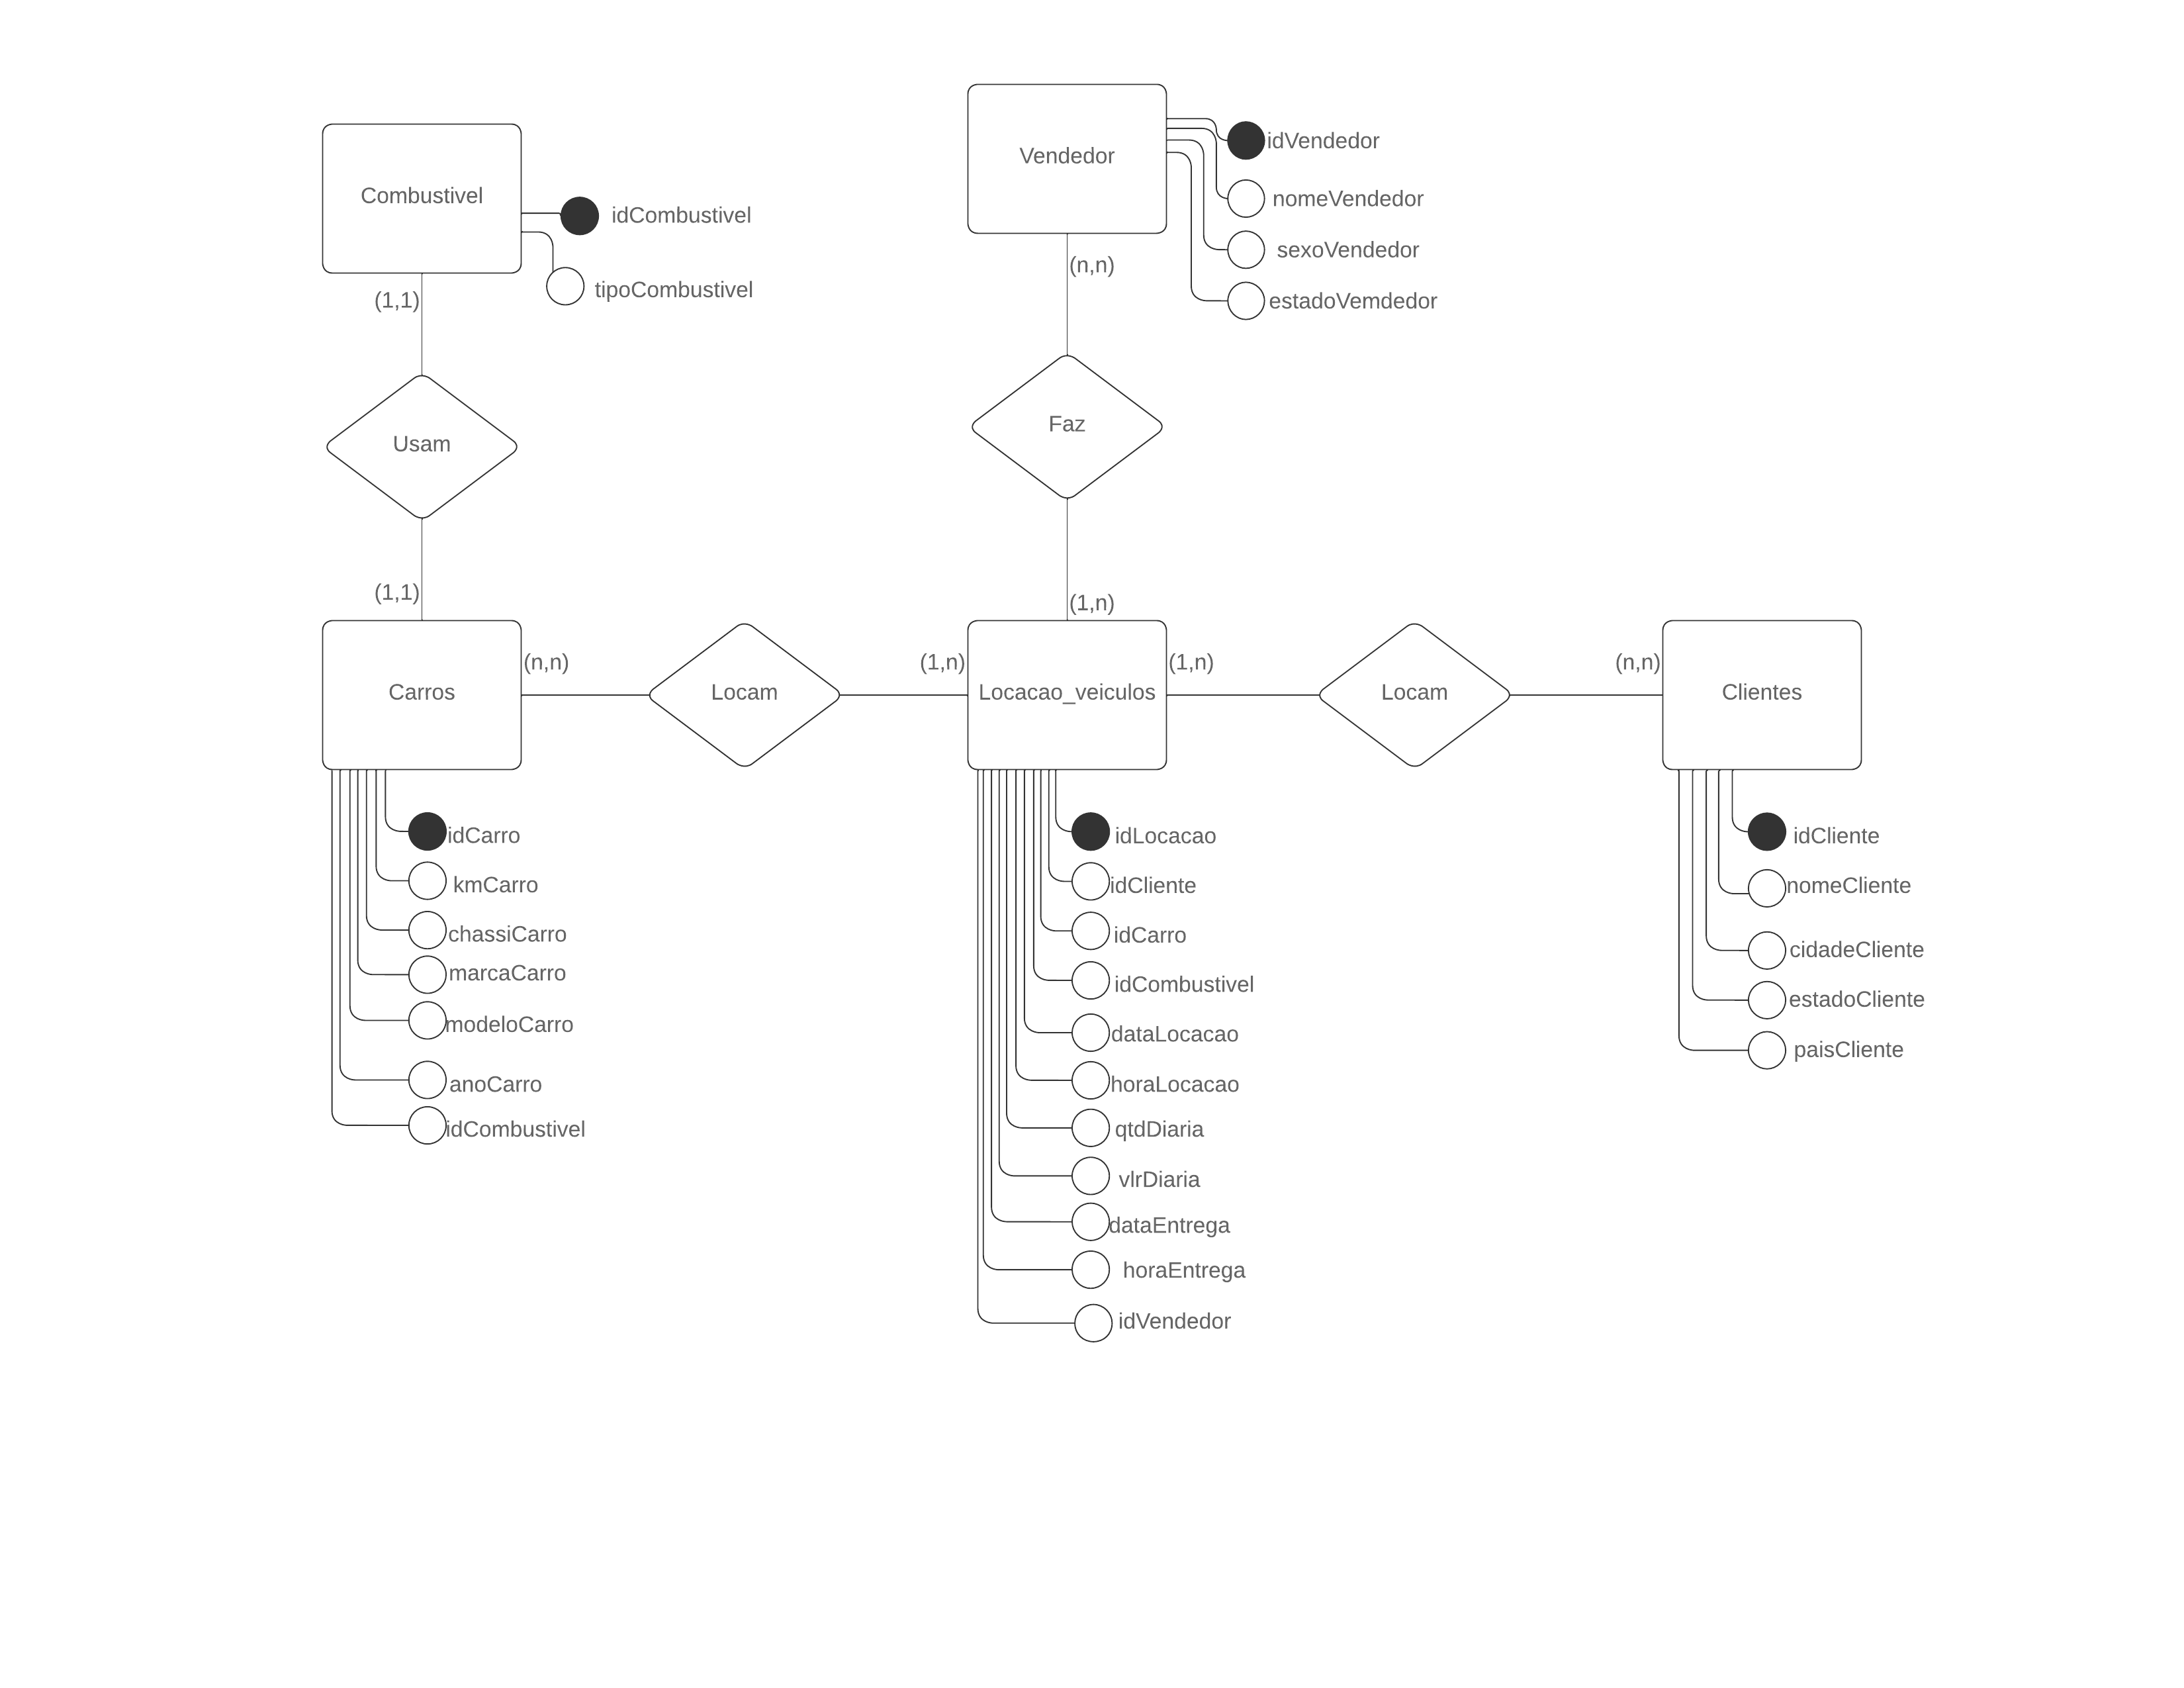 Combustivel
idCombustivel
tipoCombustivel
(1,1)
Usam
(1,1)
Vendedor
idVendedor
nomeVendedor
sexoVendedor
estadoVemdedor
(n,n)
Faz
(1,n)
Carros
(n,n)
Locam
(1,n)
Locacao_veiculos
(1,n)
Locam
(n,n)
Clientes
idCarro
kmCarro
chassiCarro
marcaCarro
modeloCarro
anoCarro
idCombustivel
idLocacao
idCliente
idCarro
idCombustivel
dataLocacao
horaLocacao
qtdDiaria
vlrDiaria
dataEntrega
horaEntrega
idVendedor
idCliente
nomeCliente
cidadeCliente
estadoCliente
paisCliente